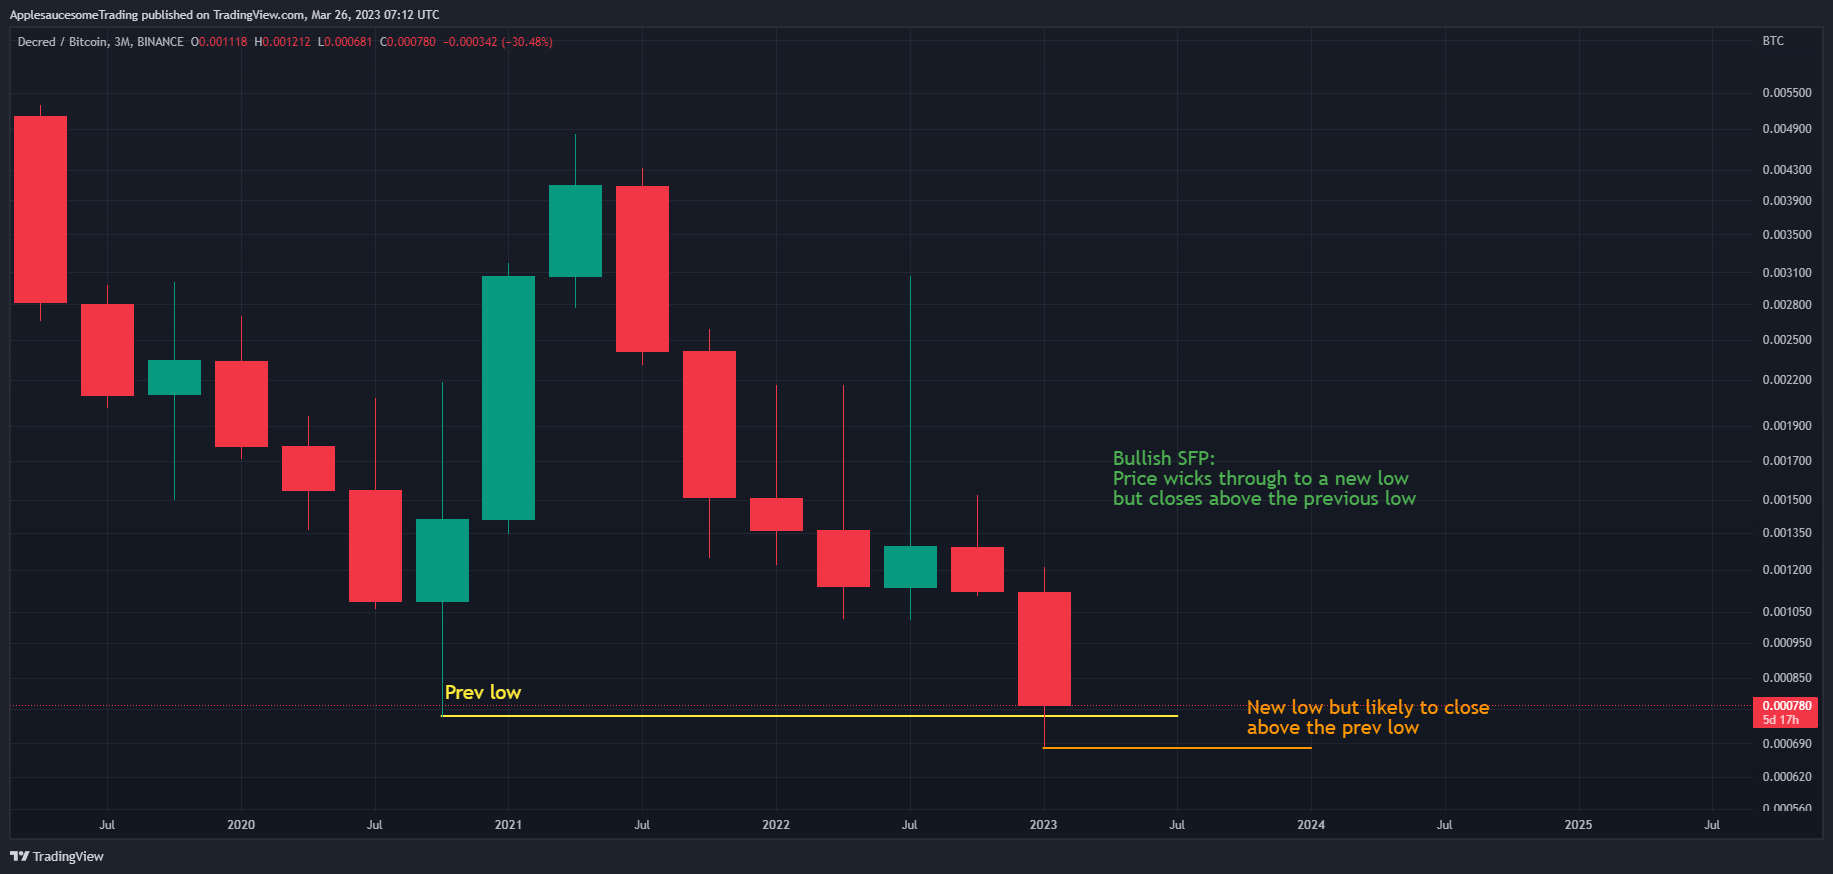 ApplesaucesomeTrading published on TradingView.com, Mar 26, 2023 07:12 UTC
Decred / Bitcoin, 3M, BINANCE O0.001118 H0.001212 L0.000681 C0.000780 −0.000342 (−30.48%)
BTC
0.005500
0.004900
0.004300
0.003900
0.003500
0.003100
0.002800
0.002500
0.002200
0.001900
0.001700
0.001500
0.001350
0.001200
0.001050
0.000950
0.000850
0.000780
5d 17h
0.000690
0.000620
0.000560
Bullish SFP:
Price wicks through to a new low
but closes above the previous low
Prev low
New low but likely to close
above the prev low
Jul 2020 Jul 2021 Jul 2022 Jul 2023 Jul 2024 Jul 2025 Jul
TradingView